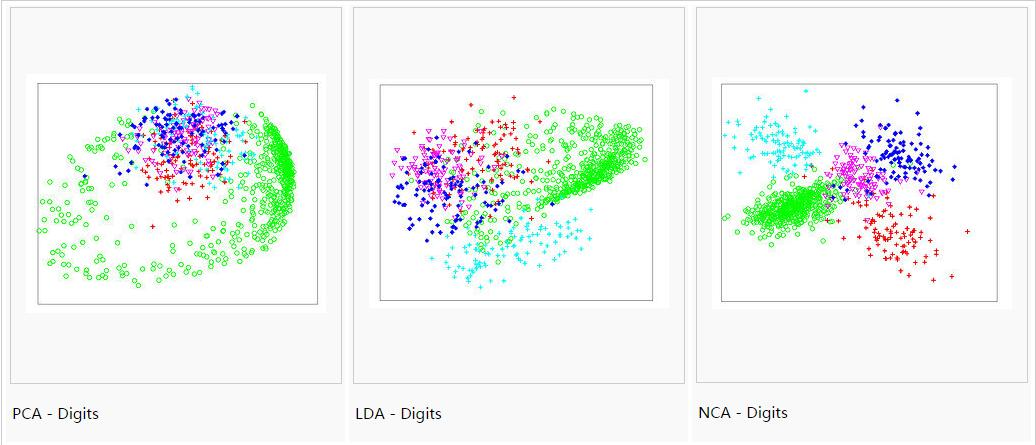 PCA - Digits
LDA - Digits
NCA - Digits